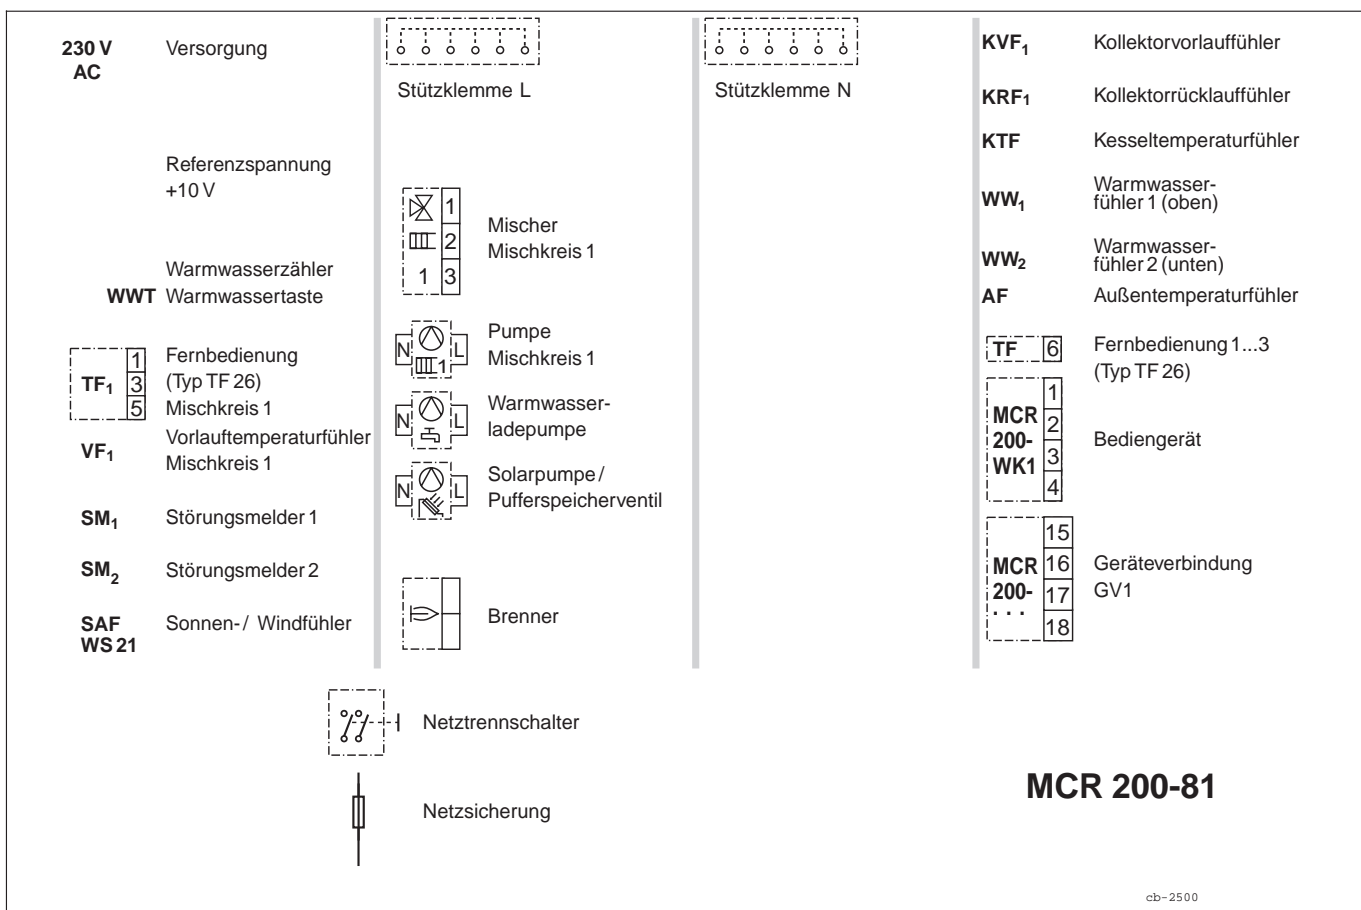 230 V
AC
Versorgung
Referenzspannung
+10 V
Warmwasserzähler
WWT Warmwassertaste
TF1
1
3
5
Fernbedienung
(Typ TF 26)
Mischkreis 1
VF1
Vorlauftemperaturfühler
Mischkreis 1
SM1 Störungsmelder 1
SM2 Störungsmelder 2
SAF
WS 21
Sonnen- / Windfühler
Stützklemme L
1
2
1 3
Mischer
Mischkreis 1
N L
1
Pumpe
Mischkreis 1
N L
Warmwasser-
ladepumpe
N L
Solarpumpe /
Pufferspeicherventil
Brenner
Stützklemme N
KVF1 Kollektorvorlauffühler
KRF1 Kollektorrücklauffühler
KTF Kesseltemperaturfühler
WW1
Warmwasser-
fühler 1 (oben)
WW2
Warmwasser-
fühler 2 (unten)
AF Außentemperaturfühler
TF 6
Fernbedienung 1...3
(Typ TF 26)
MCR
200-
WK1
1
2
3
4
Bediengerät
MCR
200-
. . .
15
16
17
18
Geräteverbindung
GV1
Netztrennschalter
Netzsicherung
MCR 200-81
cb-2500